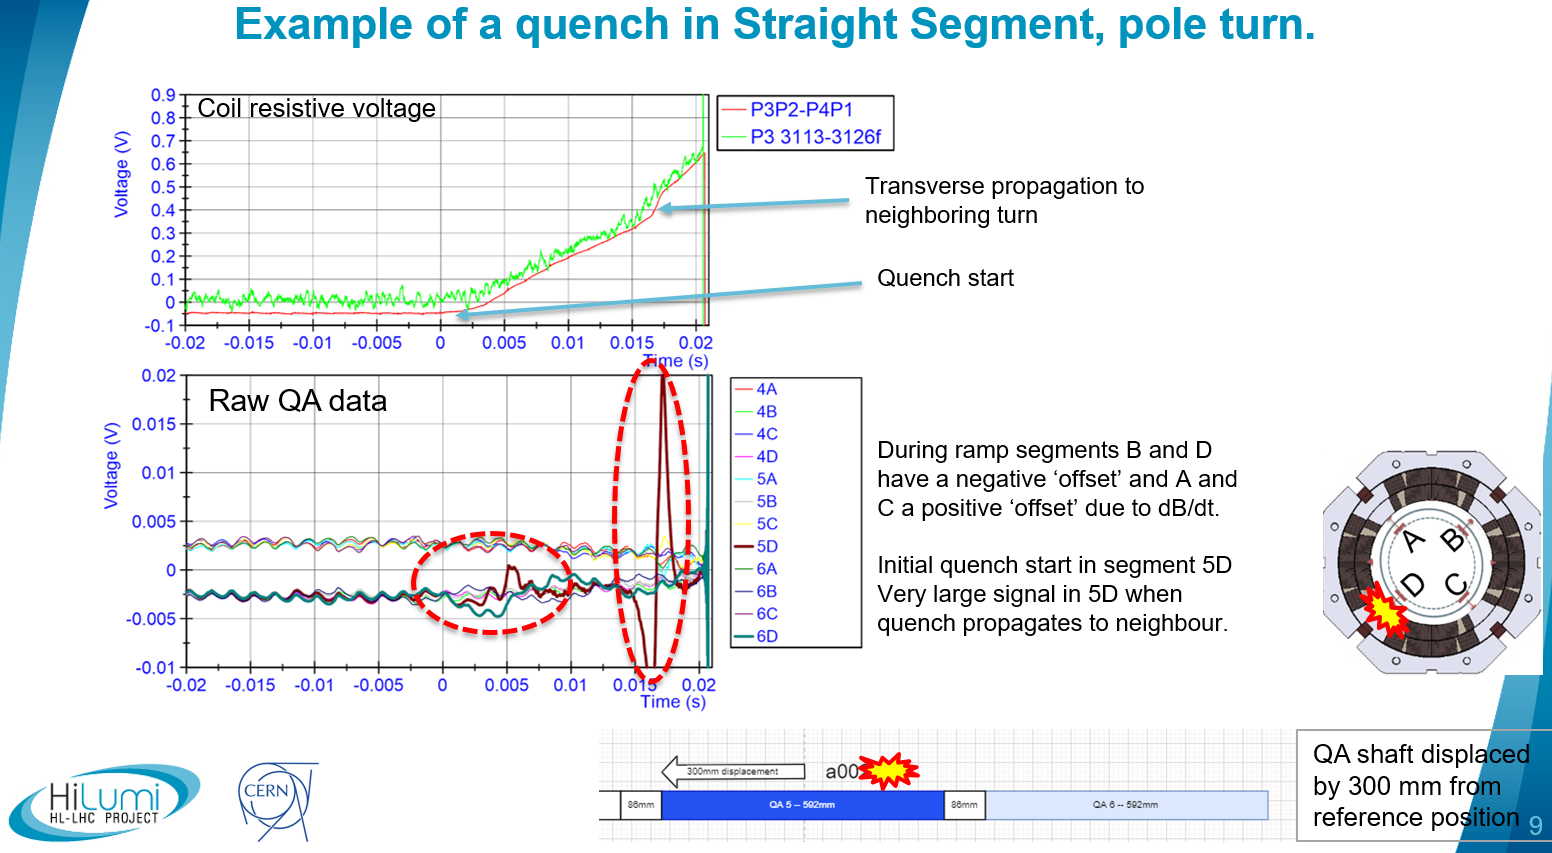 Example of a quench in Straight Segment, pole turn.
Coil resistive voltage
Voltage (V)
0.9
0.8
0.7
0.6
0.5
0.4
0.3
0.2
0.1
0
-0.1
-0.02 -0.015 -0.01 -0.005 0 0.005 0.01 0.015 0.02
Time (s)
P3P2-P4P1
P3 3113-3126f
Transverse propagation to
neighboring turn
Quench start
Raw QA data
Voltage (V)
0.02
0.015
0.01
0.005
0
-0.005
-0.01
-0.02 -0.015 -0.01 -0.005 0 0.005 0.01 0.015 0.02
Time (s)
4A
4B
4C
4D
5A
5B
5C
5D
6A
6B
6C
6D
During ramp segments B and D
have a negative ‘offset’ and A and
C a positive ‘offset’ due to dB/dt.
Initial quench start in segment 5D
Very large signal in 5D when
quench propagates to neighbour.
A B
D C
300mm displacement
a00
86mm QA 5 -- 592mm 86mm QA 6 -- 592mm
QA shaft displaced
by 300 mm from
reference position
HiLumi
HL-LHC PROJECT
CERN
9